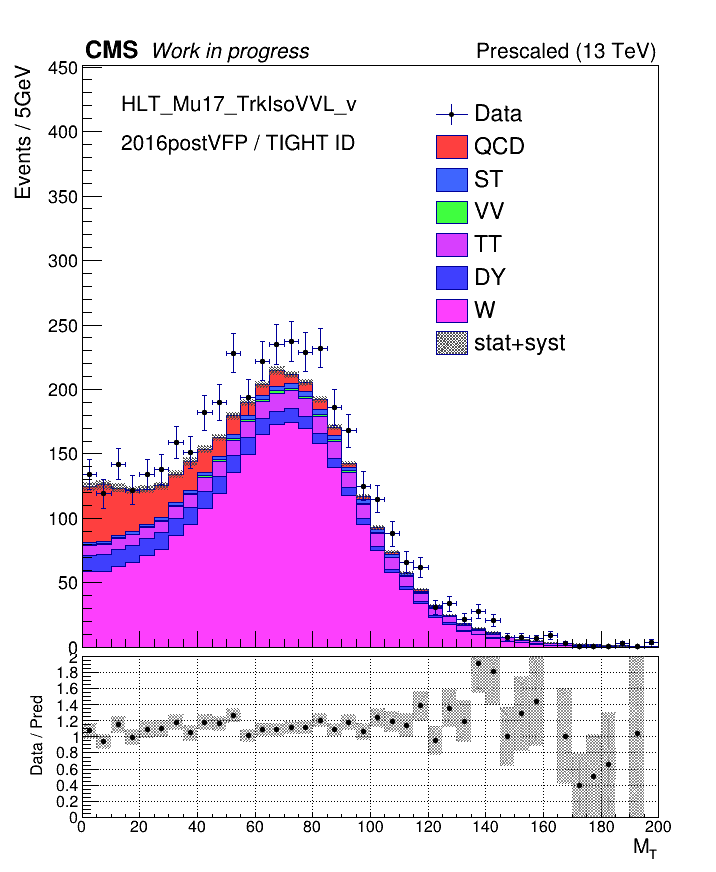 CMS Work in progress Prescaled (13 TeV)
Events / 5GeV
450
400
350
300
250
200
150
100
50
0
HLT_Mu17_TrkIsoVVL_v
2016postVFP / TIGHT ID
Data
QCD
ST
VV
TT
DY
W
stat+syst
Data / Pred
2
1.8
1.6
1.4
1.2
1
0.8
0.6
0.4
0.2
0
0 20 40 60 80 100 120 140 160 180 200
M_T